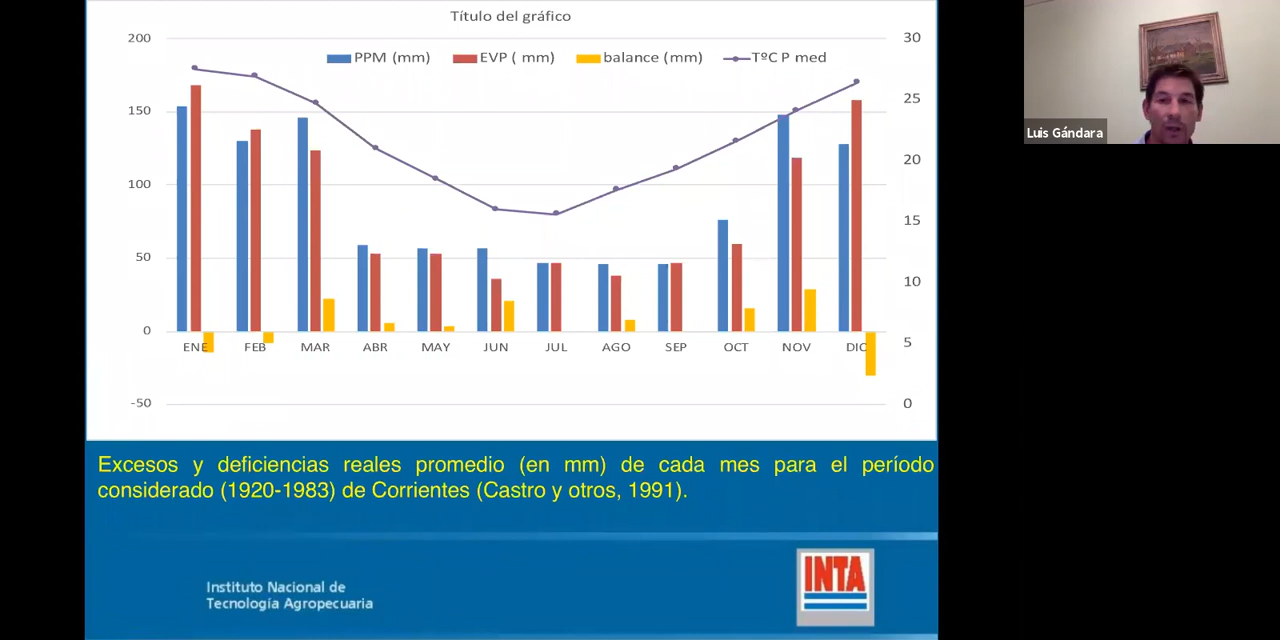 Título del gráfico
200
150
100
50
0
-50
PPM (mm)
EVP ( mm)
balance (mm)
TºC P med
30
25
20
15
10
5
0
ENE
FEB
MAR
ABR
MAY
JUN
JUL
AGO
SEP
OCT
NOV
DIC
Excesos y deficiencias reales promedio (en mm) de cada mes para el período
considerado (1920-1983) de Corrientes (Castro y otros, 1991).
Instituto Nacional de
Tecnología Agropecuaria
INTA
Luis Gándara